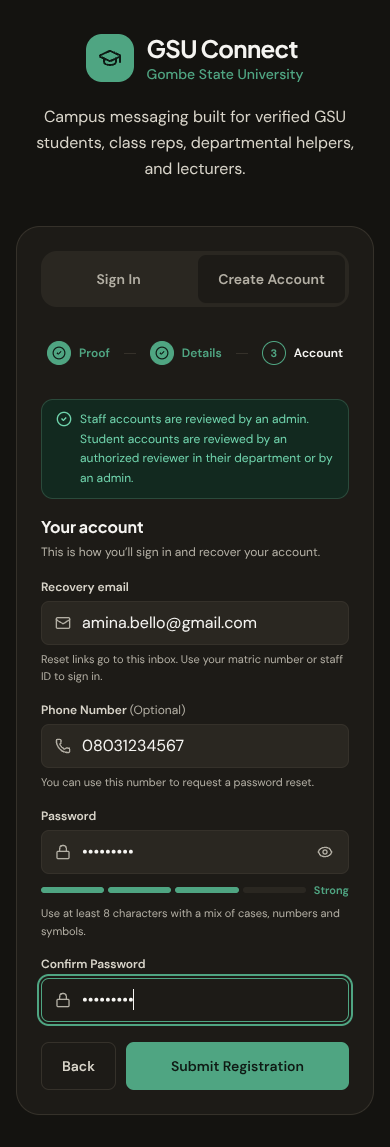 GSU Connect
Gombe State University
Campus messaging built for verified GSU
students, class reps, departmental helpers,
and lecturers.
Sign In
Create Account
Proof
Details
3
Account
Staff accounts are reviewed by an admin.
Student accounts are reviewed by an
authorized reviewer in their department or by
an admin.
Your account
This is how you'll sign in and recover your account.
Recovery email
amina.bello@gmail.com
Reset links go to this inbox. Use your matric number or staff
ID to sign in.
Phone Number (Optional)
08031234567
You can use this number to request a password reset.
Password
•••••••••
Strong
Use at least 8 characters with a mix of cases, numbers and
symbols.
Confirm Password
•••••••••
Back
Submit Registration